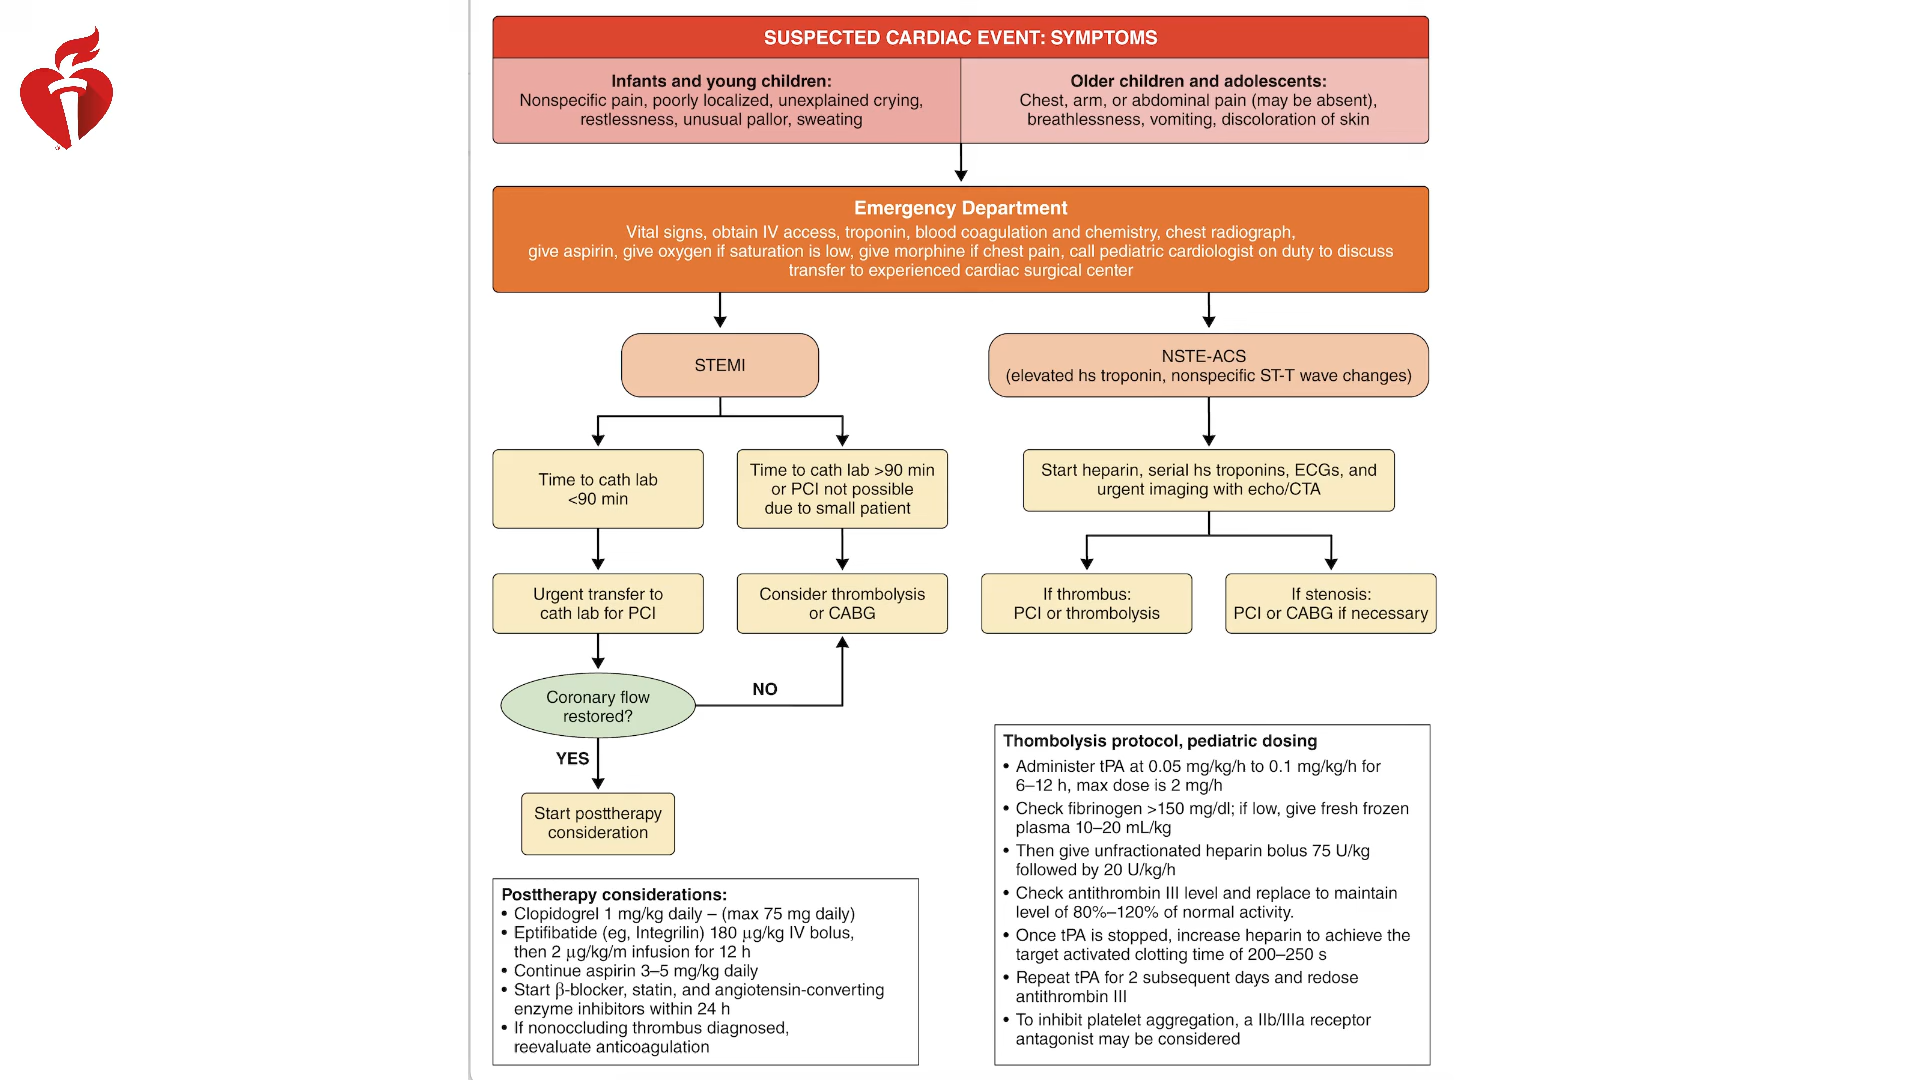 SUSPECTED CARDIAC EVENT: SYMPTOMS
Infants and young children:
Nonspecific pain, poorly localized, unexplained crying,
restlessness, unusual pallor, sweating
Older children and adolescents:
Chest, arm, or abdominal pain (may be absent),
breathlessness, vomiting, discoloration of skin
Emergency Department
Vital signs, obtain IV access, troponin, blood coagulation and chemistry, chest radiograph,
give aspirin, give oxygen if saturation is low, give morphine if chest pain, call pediatric cardiologist on duty to discuss
transfer to experienced cardiac surgical center
STEMI
NSTE-ACS
(elevated hs troponin, nonspecific ST-T wave changes)
Time to cath lab
<90 min
Time to cath lab >90 min
or PCI not possible
due to small patient
Start heparin, serial hs troponins, ECGs, and
urgent imaging with echo/CTA
Urgent transfer to
cath lab for PCI
Consider thrombolysis
or CABG
If thrombus:
PCI or thrombolysis
If stenosis:
PCI or CABG if necessary
Coronary flow
restored?
NO
YES
Start posttherapy
consideration
Posttherapy considerations:
• Clopidogrel 1 mg/kg daily – (max 75 mg daily)
• Eptifibatide (eg, Integrilin) 180 μg/kg IV bolus,
then 2 μg/kg/m infusion for 12 h
• Continue aspirin 3–5 mg/kg daily
• Start β-blocker, statin, and angiotensin-converting
enzyme inhibitors within 24 h
• If nonoccluding thrombus diagnosed,
reevaluate anticoagulation
Thombolysis protocol, pediatric dosing
• Administer tPA at 0.05 mg/kg/h to 0.1 mg/kg/h for
6–12 h, max dose is 2 mg/h
• Check fibrinogen >150 mg/dl; if low, give fresh frozen
plasma 10–20 mL/kg
• Then give unfractionated heparin bolus 75 U/kg
followed by 20 U/kg/h
• Check antithrombin III level and replace to maintain
level of 80%–120% of normal activity.
• Once tPA is stopped, increase heparin to achieve the
target activated clotting time of 200–250 s
• Repeat tPA for 2 subsequent days and redose
antithrombin III
• To inhibit platelet aggregation, a IIb/IIIa receptor
antagonist may be considered